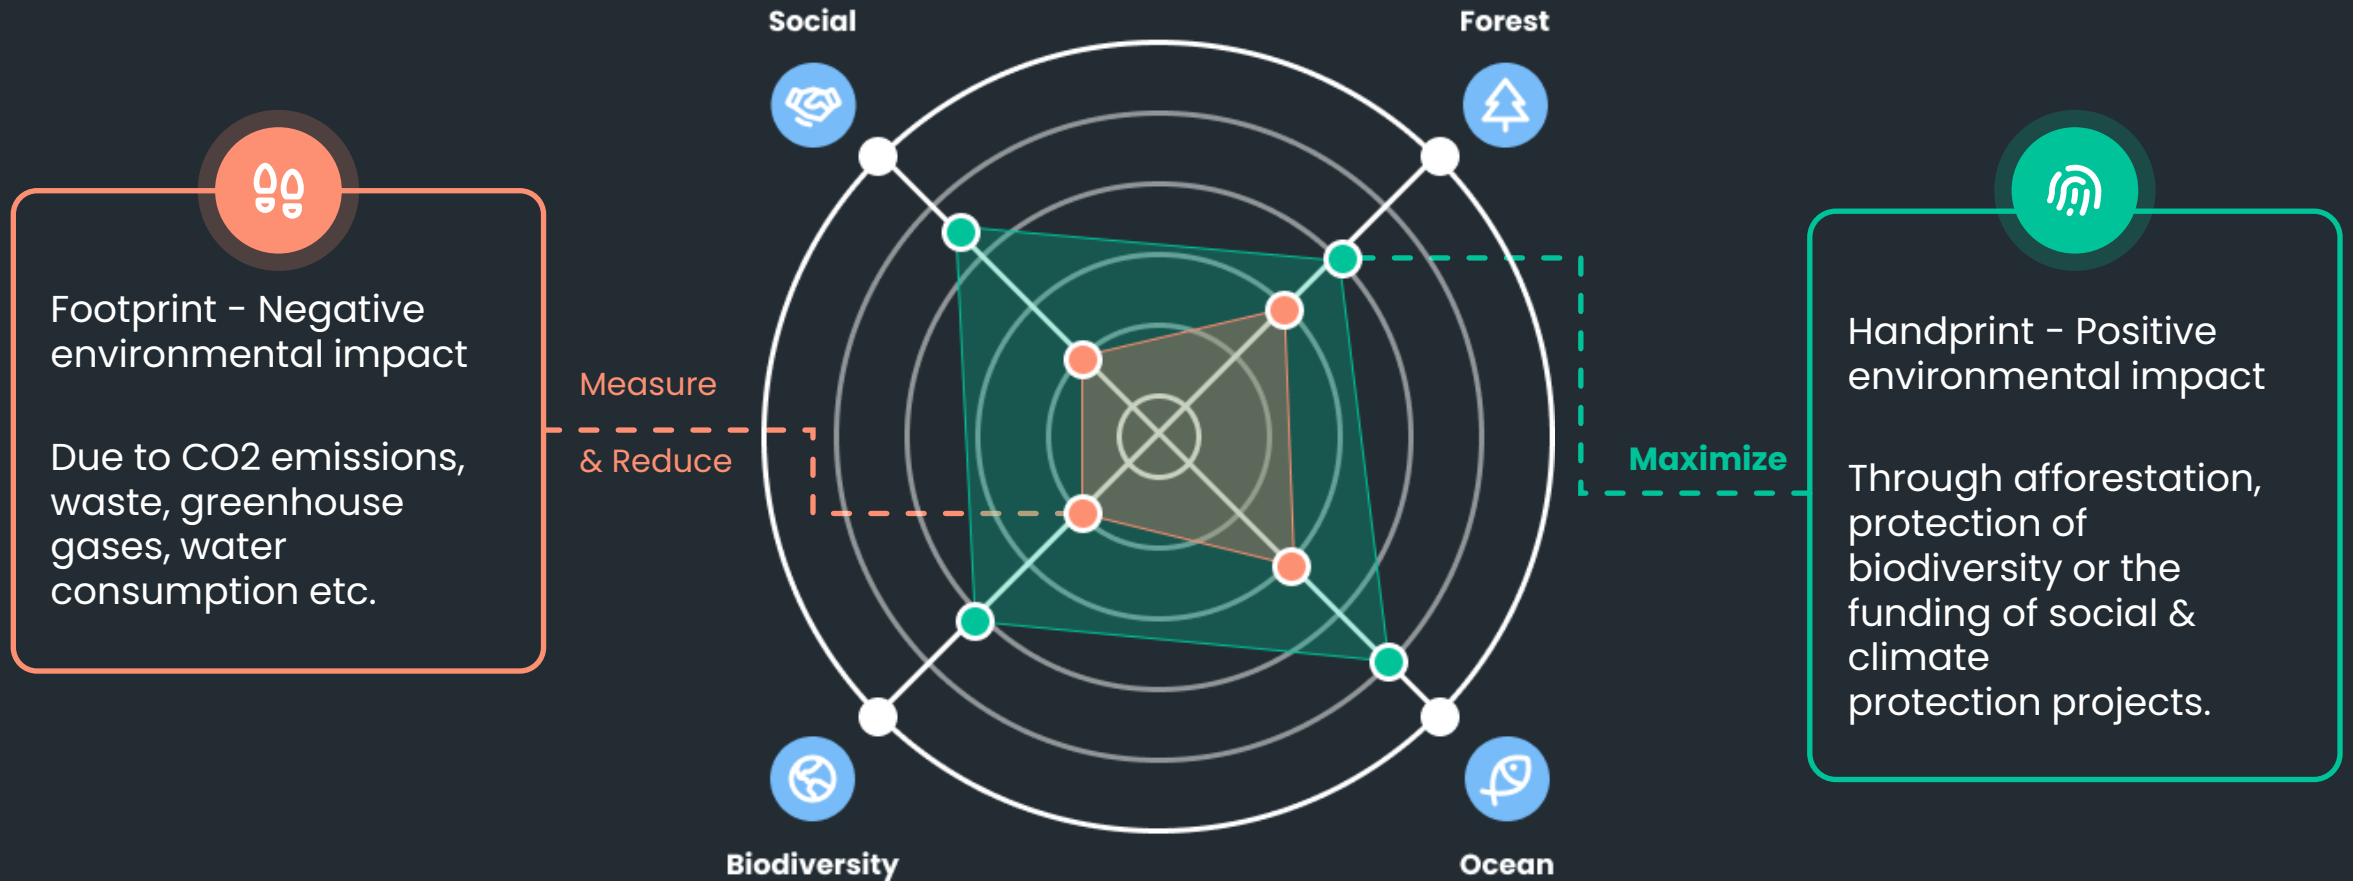 Social
Forest
Footprint - Negative
environmental impact
Due to CO2 emissions,
waste, greenhouse
gases, water
consumption etc.
Measure
& Reduce
Maximize
Handprint - Positive
environmental impact
Through afforestation,
protection of
biodiversity or the
funding of social &
climate
protection projects.
Biodiversity
Ocean